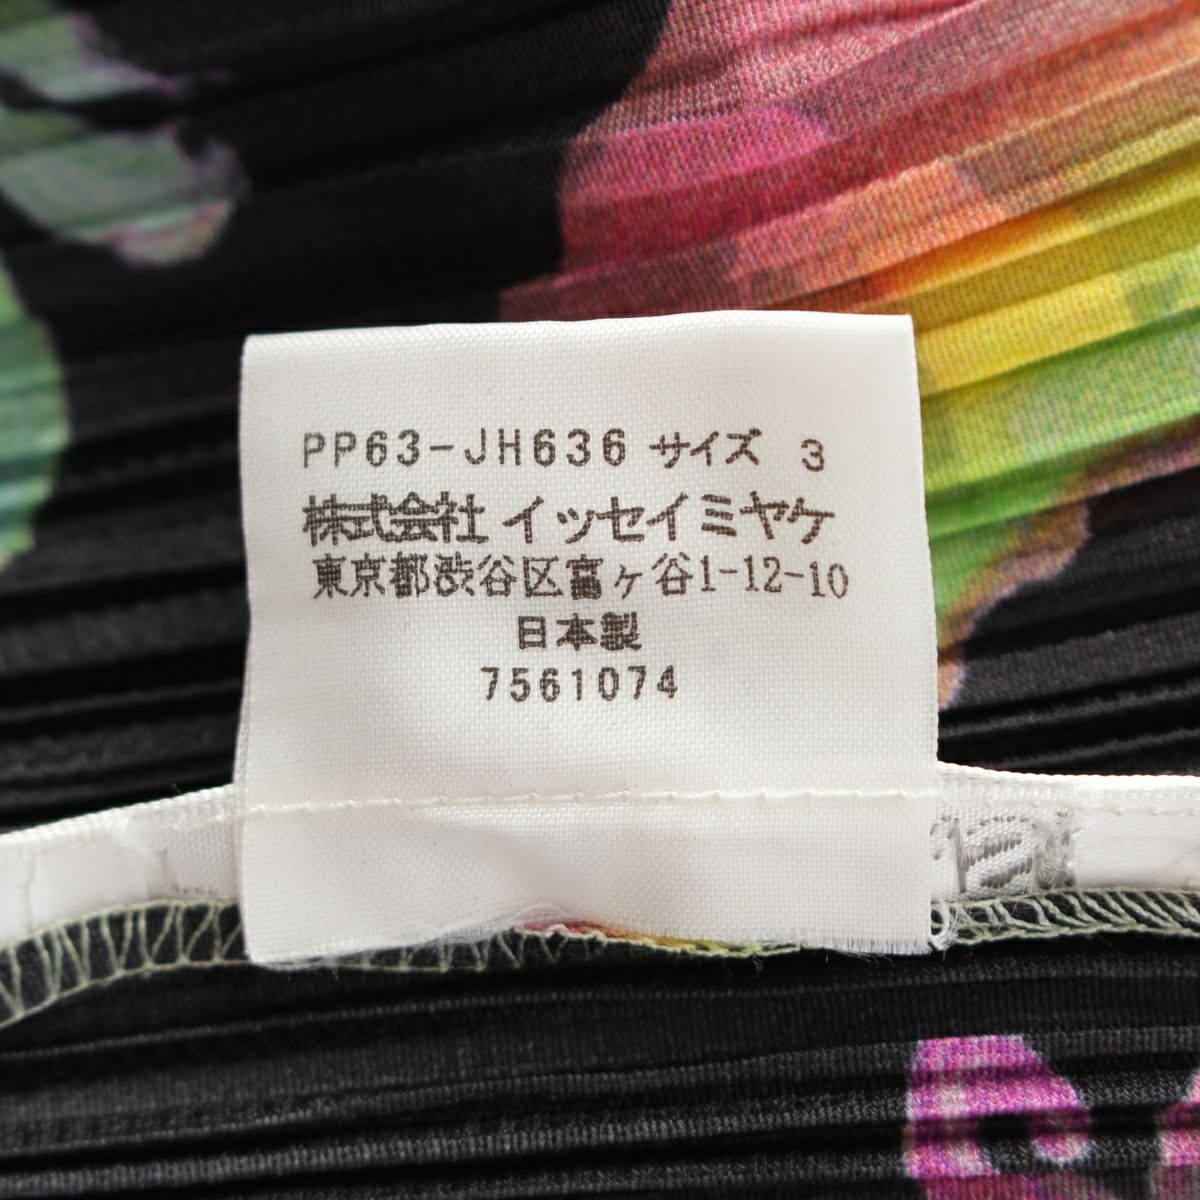 PP63-JH636 サイズ 3
株式会社 イッセイミヤケ
東京都渋谷区富ヶ谷1-12-10
日本製
7561074